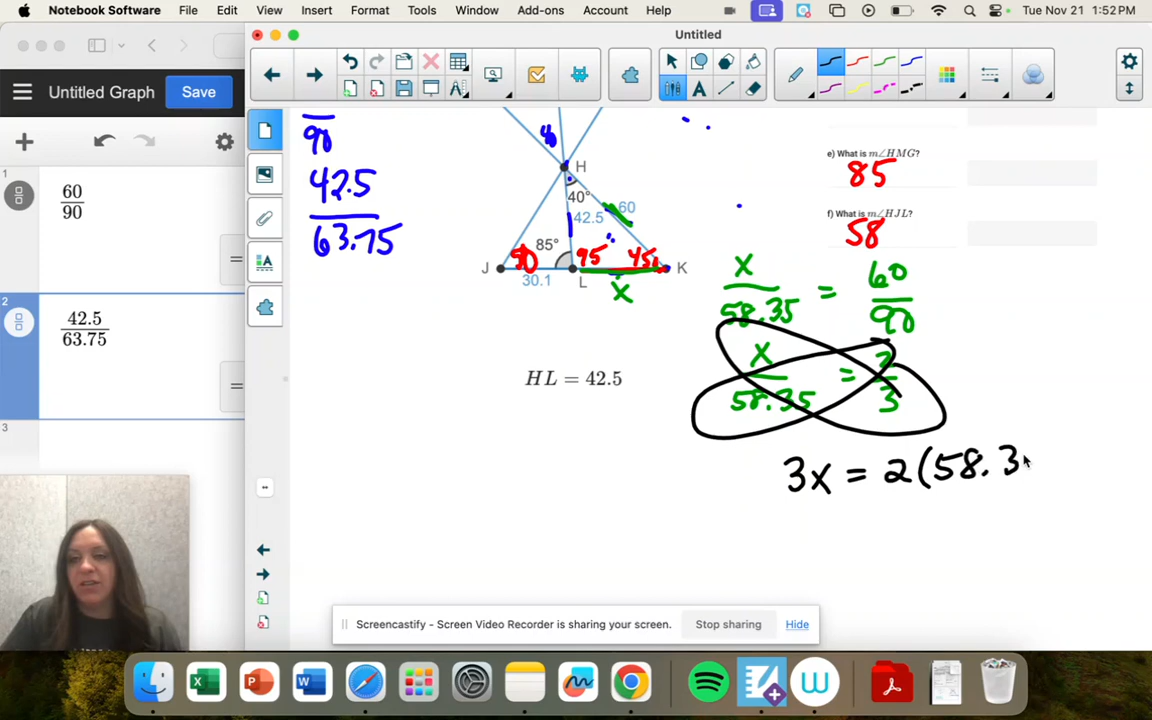 Notebook Software File Edit View Insert Format Tools Window Add-ons Account Help Tue Nov 21 1:52 PM
Untitled
Untitled Graph Save
1
60
90
=
2
42.5
63.75
=
3
90
42.5
63.75
40
H
40°
60
42.5
85°
50
95
45
J
30.1
L
K
x
HL = 42.5
e) What is m∠HMG?
85
f) What is m∠HJL?
58
x = 60
58.35 90
x = 2
58.35 3
3x = 2(58.3
Screencastify - Screen Video Recorder is sharing your screen. Stop sharing Hide